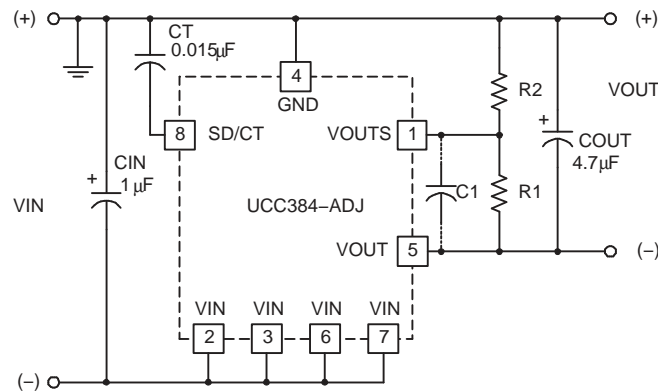 (+)
(+)
CT
0.015µF
4
GND
R2
VOUT
8
SD/CT
VOUTS
1
+
COUT
4.7µF
CIN
+
1 µF
C1
R1
VIN
UCC384–ADJ
VOUT
5
(–)
VIN
VIN
VIN
VIN
2
3
6
7
(–)